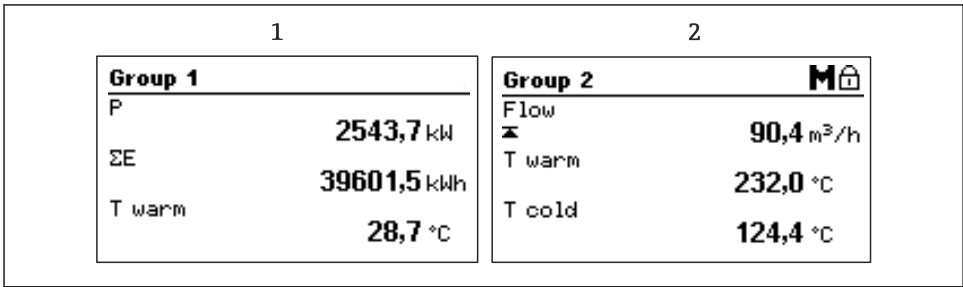 1
Group 1
P
2543,7 kW
ΣE
39601,5 kWh
T warm
28,7 °C
2
Group 2 M
Flow
90,4 m³/h
T warm
232,0 °C
T cold
124,4 °C